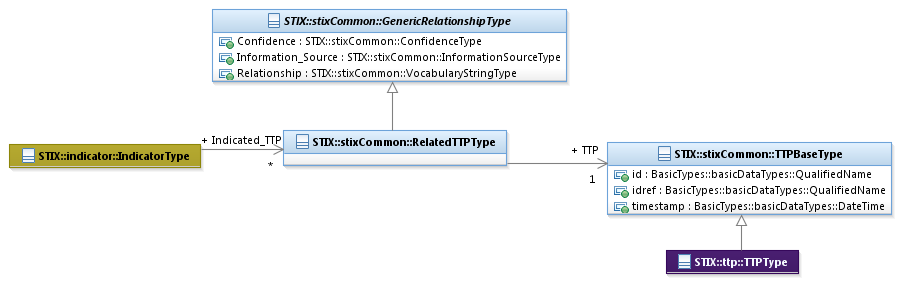 STIX::stixCommon::GenericRelationshipType
Confidence : STIX::stixCommon::ConfidenceType
Information_Source : STIX::stixCommon::InformationSourceType
Relationship : STIX::stixCommon::VocabularyStringType
STIX::indicator::IndicatorType
+ Indicated_TTP
*
STIX::stixCommon::RelatedTTPType
+ TTP
1
STIX::stixCommon::TTPBaseType
id : BasicTypes::basicDataTypes::QualifiedName
idref : BasicTypes::basicDataTypes::QualifiedName
timestamp : BasicTypes::basicDataTypes::DateTime
STIX::ttp::TTPType